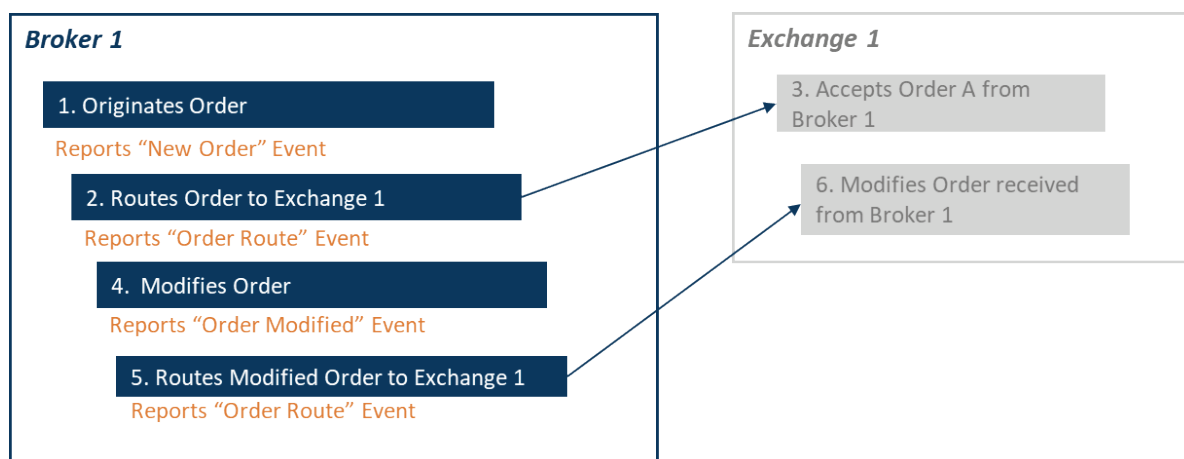 Broker 1
1. Originates Order
Reports “New Order” Event
2. Routes Order to Exchange 1
Reports “Order Route” Event
4.  Modifies Order
Reports “Order Modified” Event
5. Routes Modified Order to Exchange 1
Reports “Order Route” Event
Exchange 1
3. Accepts Order A from
Broker 1
6. Modifies Order received
from Broker 1